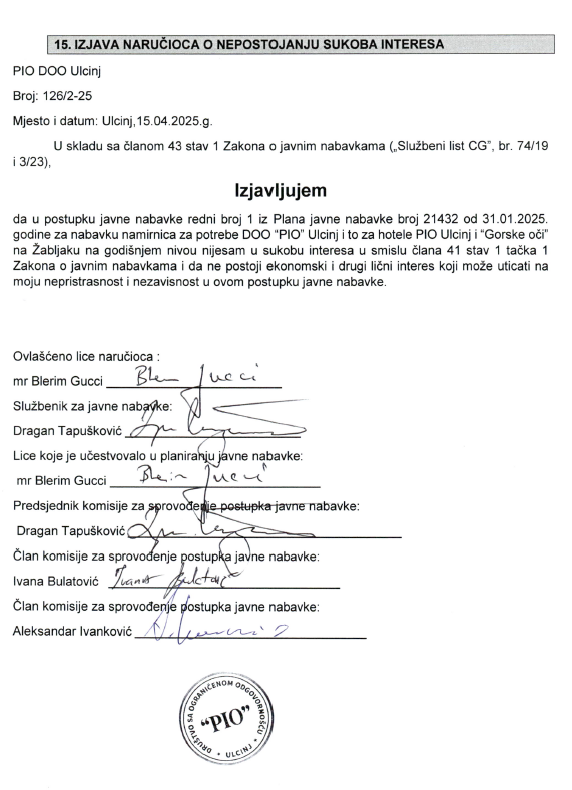 15. IZJAVA NARUČIOCA O NEPOSTOJANJU SUKOBA INTERESA
PIO DOO Ulcinj
Broj: 126/2-25
Mjesto i datum: Ulcinj,15.04.2025.g.
U skladu sa članom 43 stav 1 Zakona o javnim nabavkama („Službeni list CG”, br. 74/19
i 3/23),
Izjavljujem
da u postupku javne nabavke redni broj 1 iz Plana javne nabavke broj 21432 od 31.01.2025.
godine za nabavku namirnica za potrebe DOO “PIO” Ulcinj i to za hotele PIO Ulcinj i “Gorske oči”
na Žabljaku na godišnjem nivou nijesam u sukobu interesa u smislu člana 41 stav 1 tačka 1
Zakona o javnim nabavkama i da ne postoji ekonomski i drugi lični interes koji može uticati na
moju nepristrasnost i nezavisnost u ovom postupku javne nabavke.
Ovlašćeno lice naručioca :
mr Blerim Gucci
Službenik za javne nabavke:
Dragan Tapušković
Lice koje je učestvovalo u planiranju javne nabavke:
mr Blerim Gucci
Predsjednik komisije za sprovođenje postupka javne nabavke:
Dragan Tapušković
Član komisije za sprovođenje postupka javne nabavke:
Ivana Bulatović Ivana Bulatović
Član komisije za sprovođenje postupka javne nabavke:
Aleksandar Ivanković
DRUŠTVO SA OGRANIČENOM ODGOVORNOŠĆU
“PIO”
ULCINJ